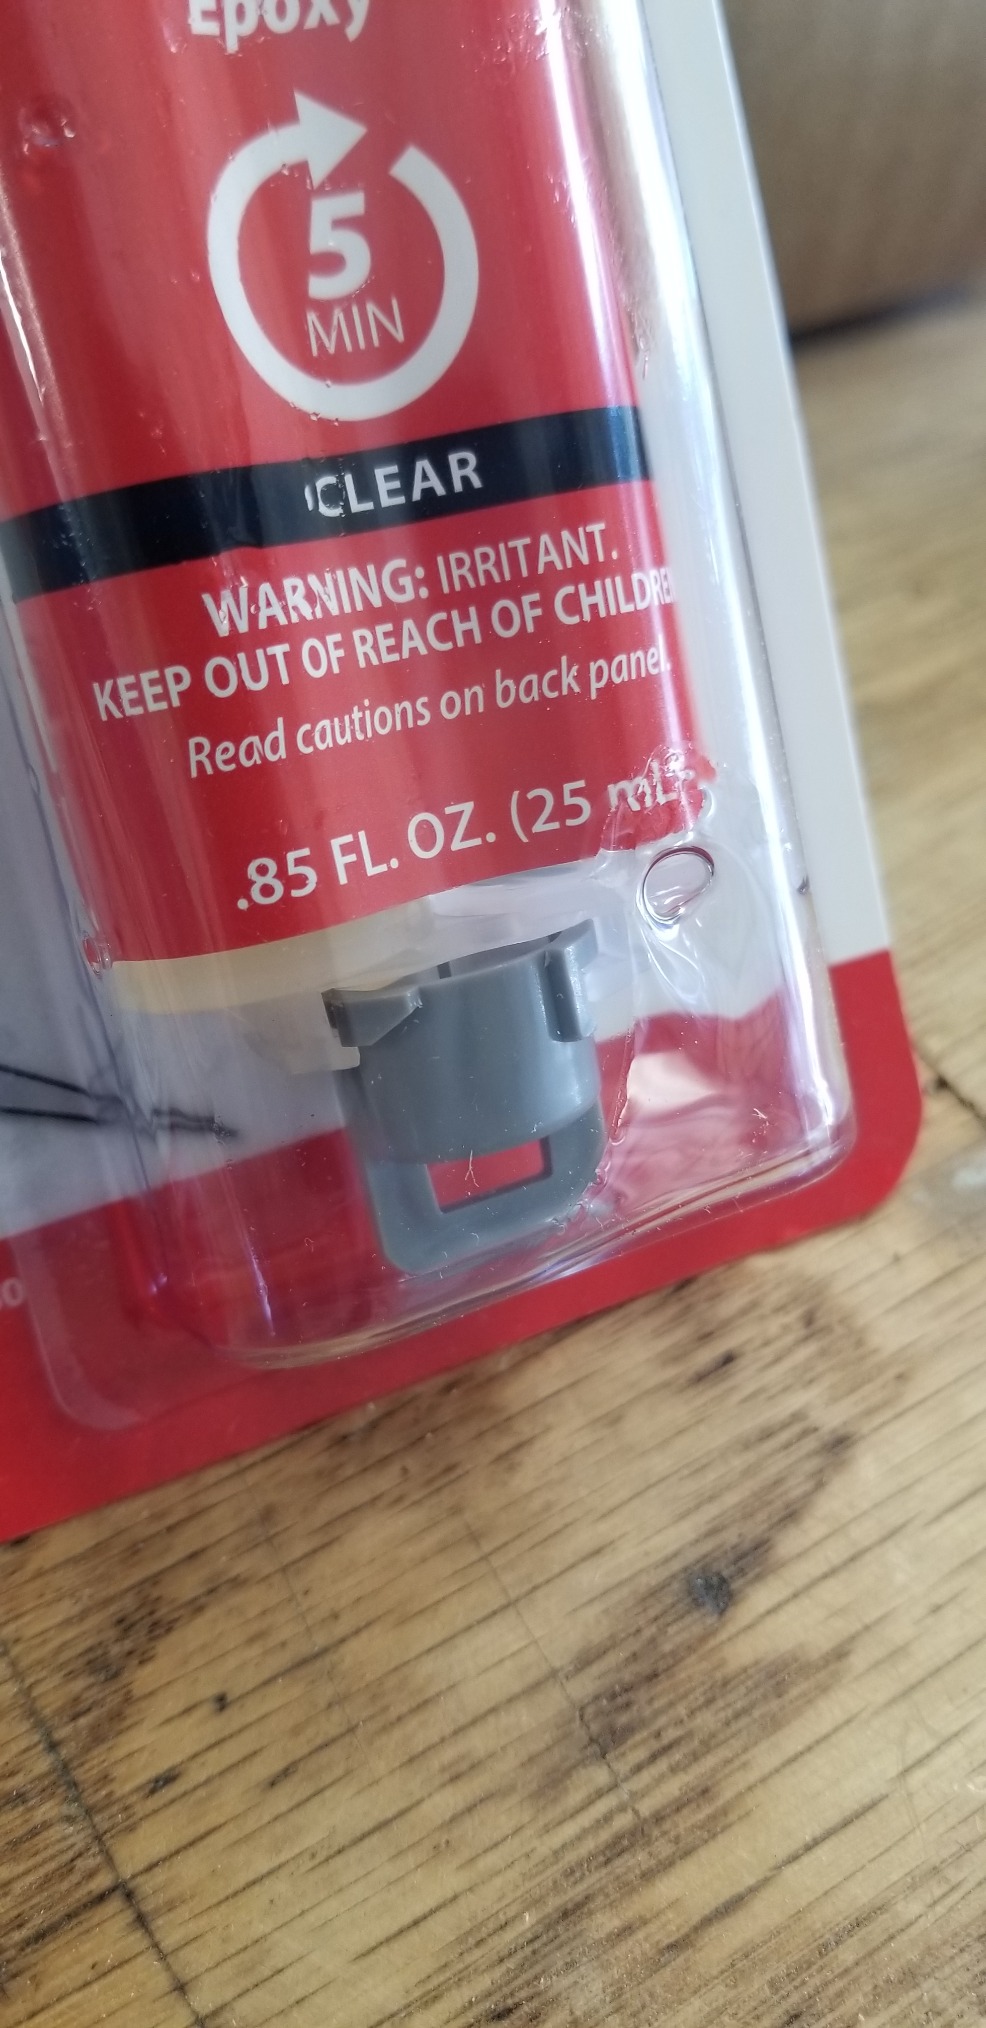 Epoxy
5
MIN
CLEAR
WARNING: IRRITANT.
KEEP OUT OF REACH OF CHILDREN
Read cautions on back panel.
.85 FL. OZ. (25 mL)